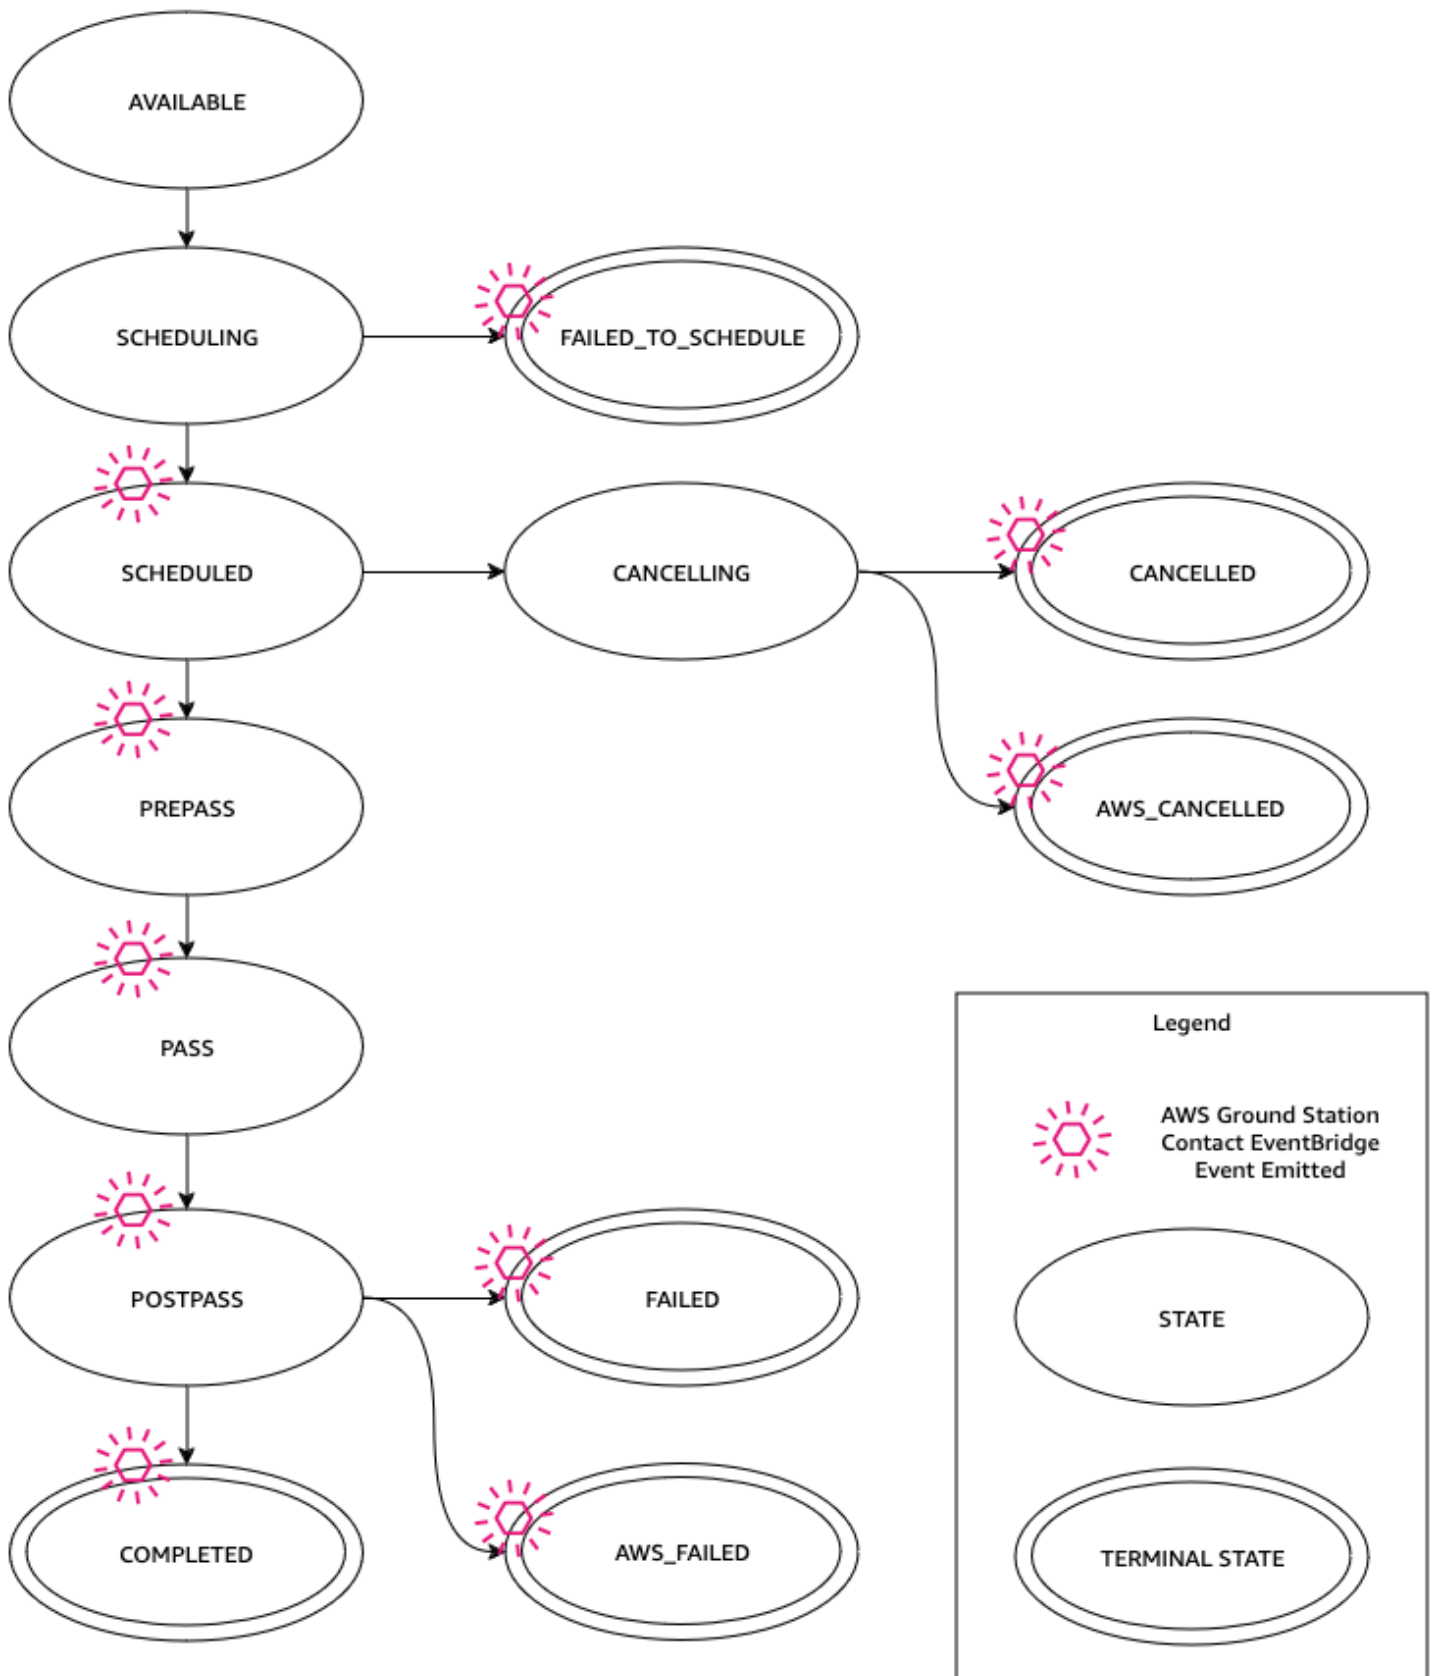 AVAILABLE
SCHEDULING
FAILED_TO_SCHEDULE
SCHEDULED
CANCELLING
CANCELLED
PREPASS
AWS_CANCELLED
PASS
POSTPASS
FAILED
COMPLETED
AWS_FAILED
Legend
AWS Ground Station
Contact EventBridge
Event Emitted
STATE
TERMINAL STATE